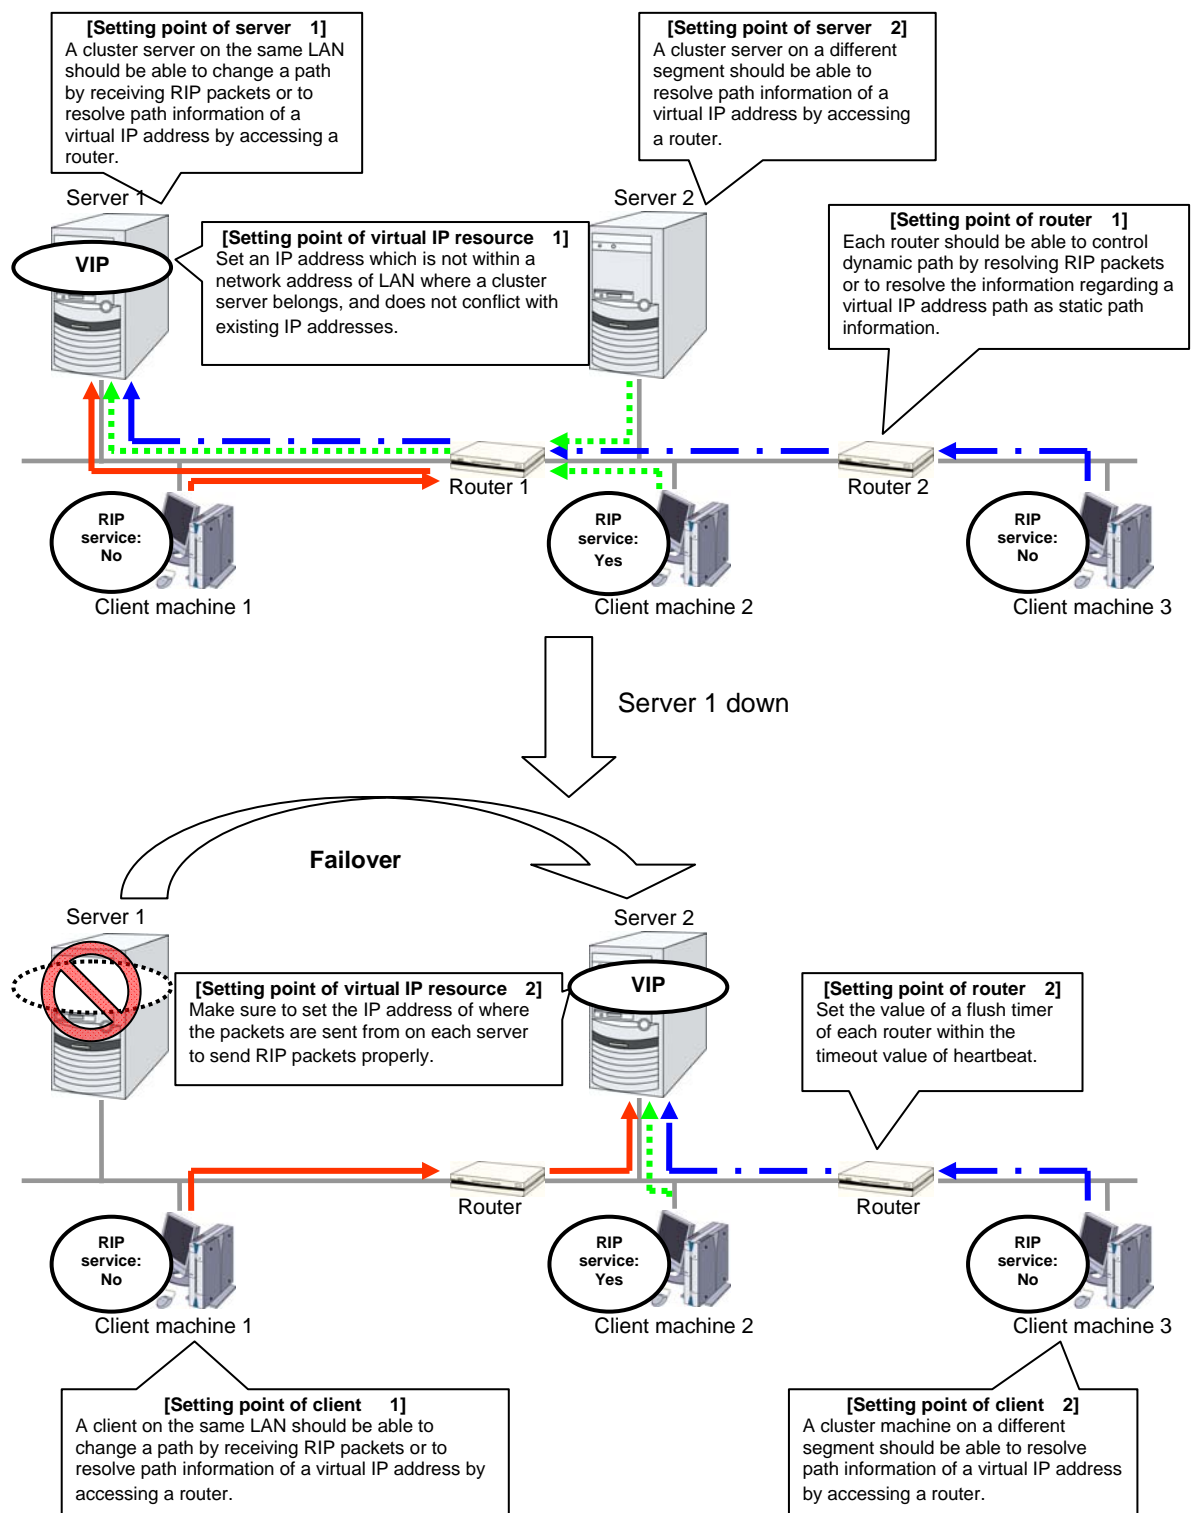 [Setting point of server 1]
A cluster server on the same LAN
should be able to change a path
by receiving RIP packets or to
resolve path information of a
virtual IP address by accessing a
router.
[Setting point of server 2]
A cluster server on a different
segment should be able to
resolve path information of a
virtual IP address by accessing
a router.
Server 1
Server 2
VIP
[Setting point of virtual IP resource 1]
Set an IP address which is not within a
network address of LAN where a cluster
server belongs, and does not conflict with
existing IP addresses.
[Setting point of router 1]
Each router should be able to control
dynamic path by resolving RIP packets
or to resolve the information regarding a
virtual IP address path as static path
information.
Router 1
Router 2
RIP
service:
No
RIP
service:
Yes
RIP
service:
No
Client machine 1
Client machine 2
Client machine 3
Server 1 down
Failover
Server 1
Server 2
VIP
[Setting point of virtual IP resource 2]
Make sure to set the IP address of where
the packets are sent from on each server
to send RIP packets properly.
[Setting point of router 2]
Set the value of a flush timer
of each router within the
timeout value of heartbeat.
Router
Router
RIP
service:
No
RIP
service:
Yes
RIP
service:
No
Client machine 1
Client machine 2
Client machine 3
[Setting point of client 1]
A client on the same LAN should be able to
change a path by receiving RIP packets or to
resolve path information of a virtual IP address by
accessing a router.
[Setting point of client 2]
A cluster machine on a different
segment should be able to resolve
path information of a virtual IP address
by accessing a router.